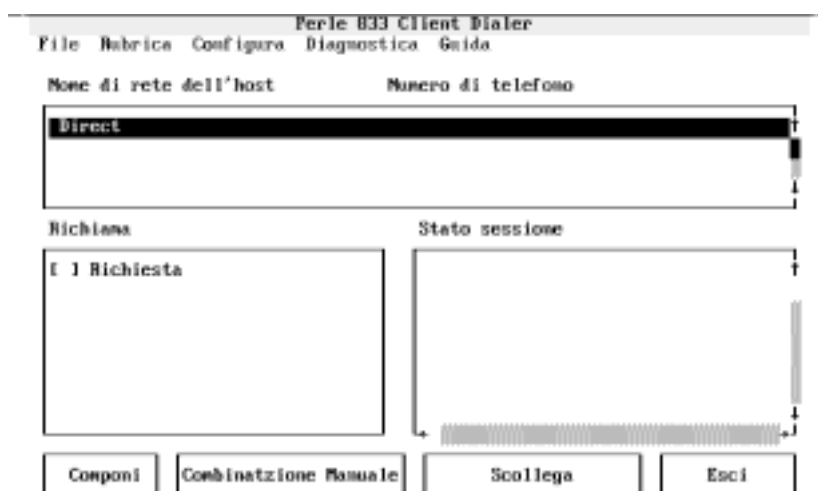 Perle 833 Client Dialer
File Rubrica Configura Diagnostica Guida
Nome di rete dell'host Numero di telefono
Direct
Richiama Stato sessione
[ ] Richiesta
Componi Combinatzione Manuale Scollega Esci